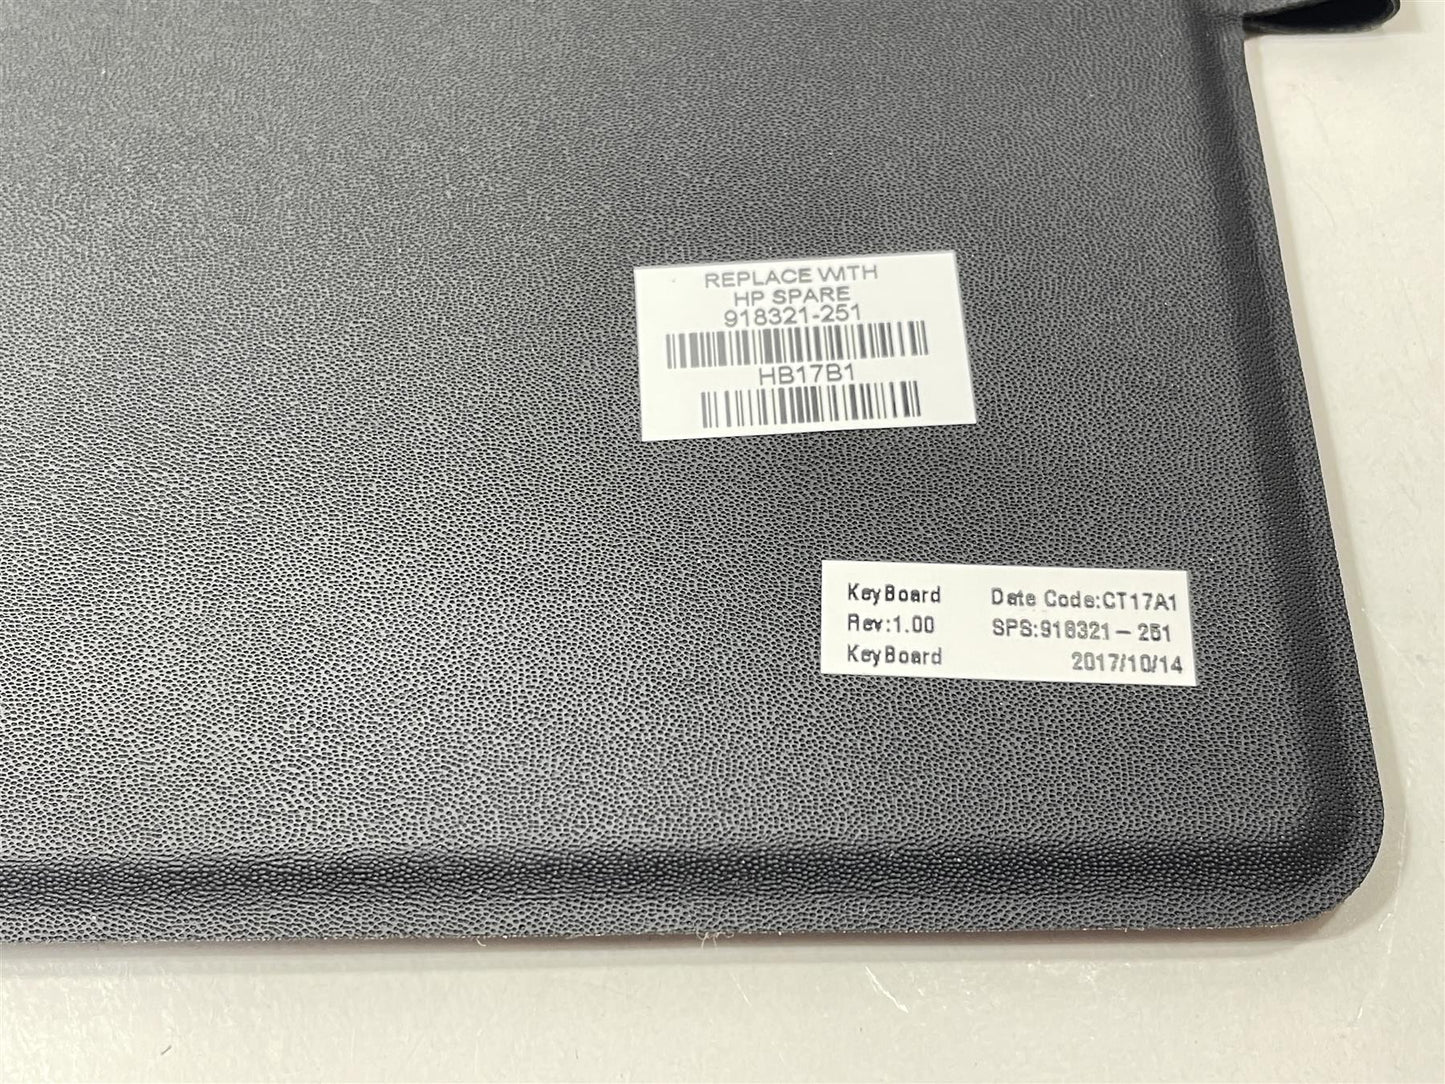 REPLACE WITH
HP SPARE
918321-251
HB17B1
KeyBoard Date Code:CT17A1
Rev:1.00 SPS:918321-251
KeyBoard 2017/10/14